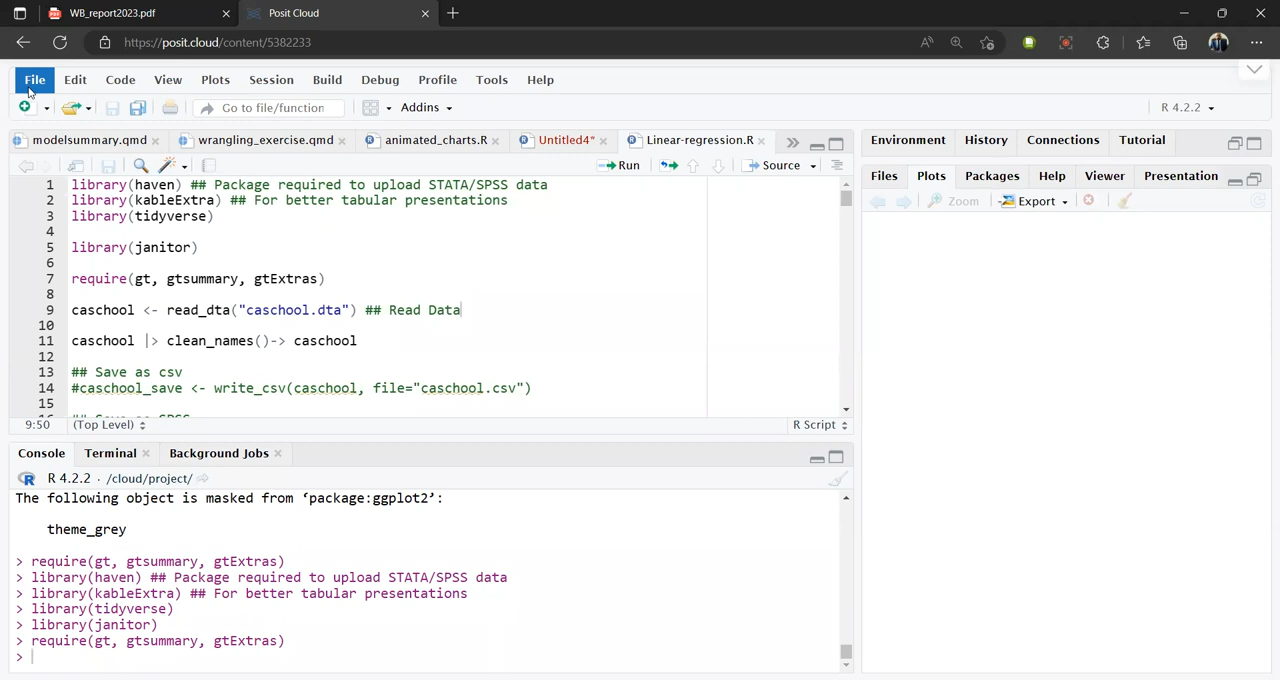 WB_report2023.pdf
Posit Cloud
https://posit.cloud/content/5382233
File Edit Code View Plots Session Build Debug Profile Tools Help
Go to file/function
Addins
R 4.2.2
modelsummary.qmd
wrangling_exercise.qmd
animated_charts.R
Untitled4*
Linear-regression.R
Run
Source
1 library(haven) ## Package required to upload STATA/SPSS data
2 library(kableExtra) ## For better tabular presentations
3 library(tidyverse)
4
5 library(janitor)
6
7 require(gt, gtsummary, gtExtras)
8
9 caschool <- read_dta("caschool.dta") ## Read Data
10
11 caschool |> clean_names()-> caschool
12
13 ## Save as csv
14 #caschool_save <- write_csv(caschool, file="caschool.csv")
15
9:50 (Top Level) R Script
Console Terminal Background Jobs
R 4.2.2 · /cloud/project/
The following object is masked from ‘package:ggplot2’:
theme_grey
> require(gt, gtsummary, gtExtras)
> library(haven) ## Package required to upload STATA/SPSS data
> library(kableExtra) ## For better tabular presentations
> library(tidyverse)
> library(janitor)
> require(gt, gtsummary, gtExtras)
>
Environment History Connections Tutorial
Files Plots Packages Help Viewer Presentation
Zoom Export